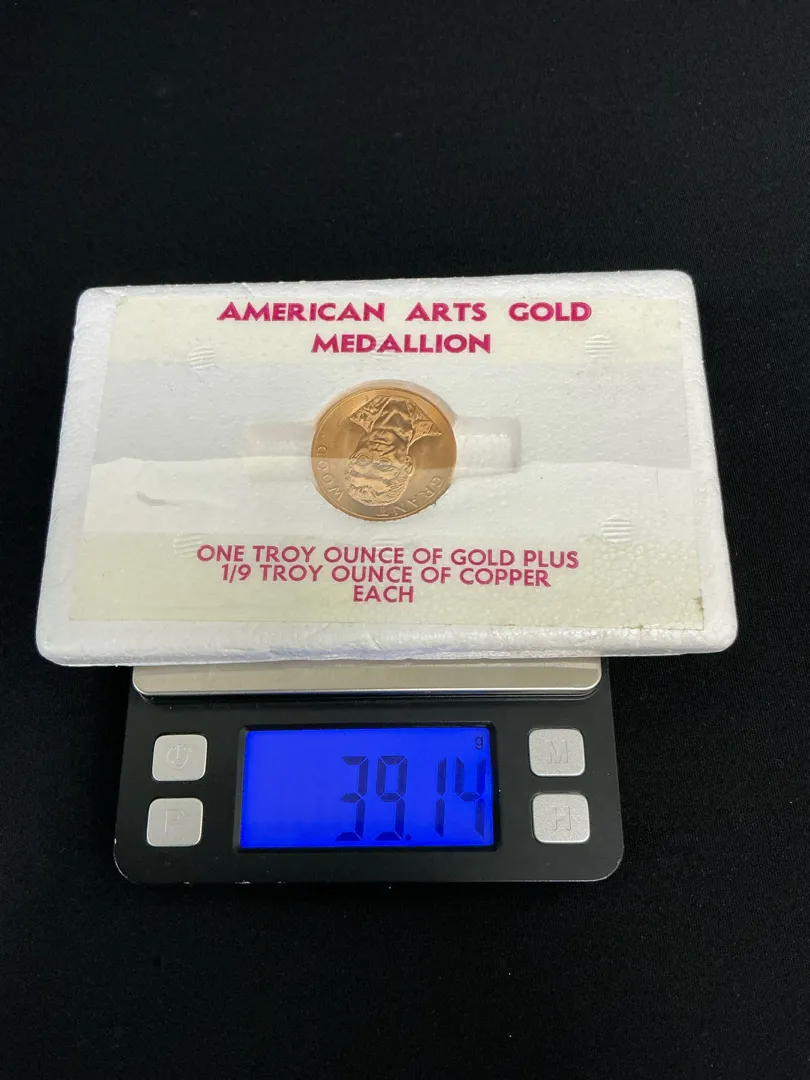 AMERICAN ARTS GOLD
MEDALLION
GRANT WOOD
ONE TROY OUNCE OF GOLD PLUS
1/9 TROY OUNCE OF COPPER
EACH
g
39.14
M
P
H